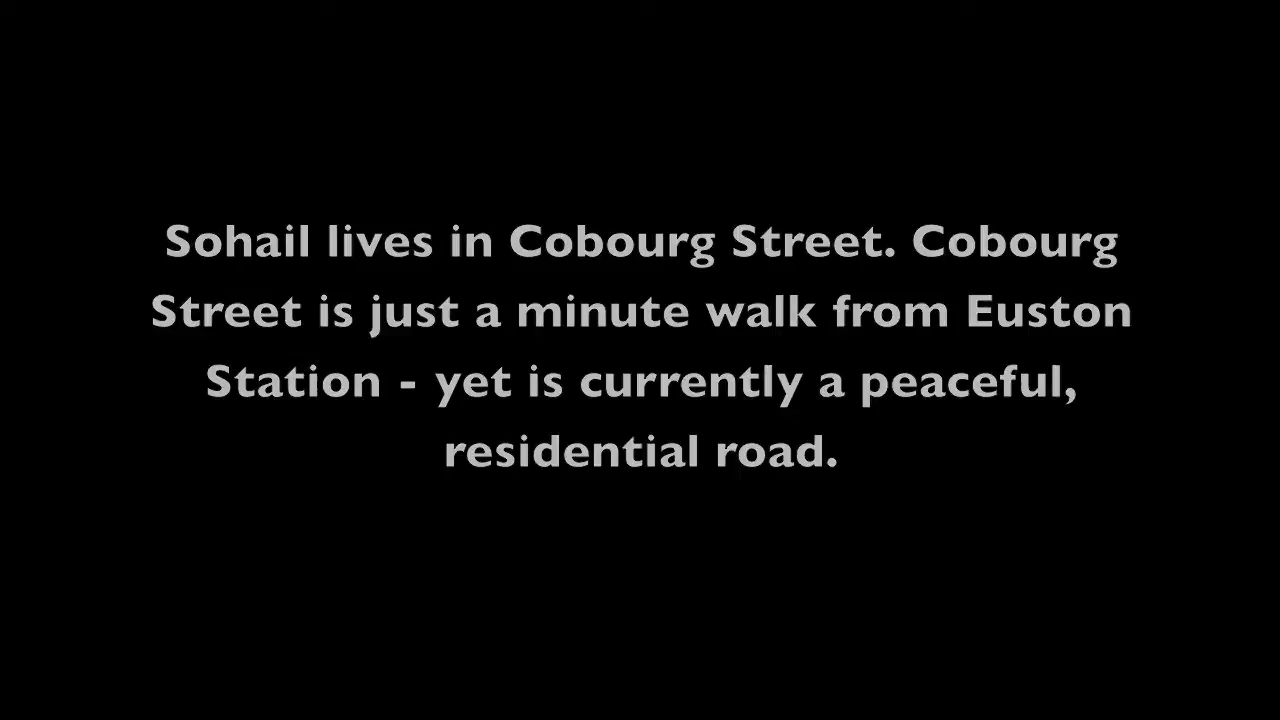 Sohail lives in Cobourg Street. Cobourg
Street is just a minute walk from Euston
Station - yet is currently a peaceful,
residential road.